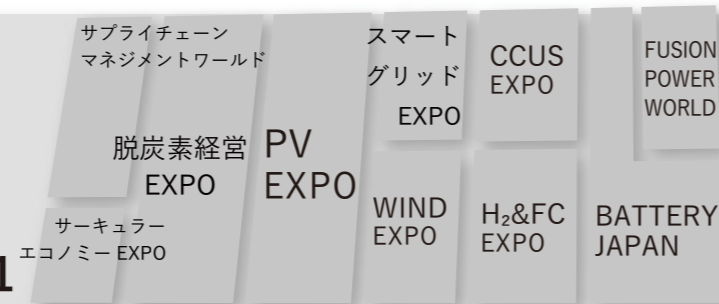 サプライチェーン
マネジメントワールド
脱炭素経営
EXPO
サーキュラー
エコノミー EXPO
1
PV
EXPO
スマート
グリッド
EXPO
WIND
EXPO
CCUS
EXPO
H₂&FC
EXPO
FUSION
POWER
WORLD
BATTERY
JAPAN